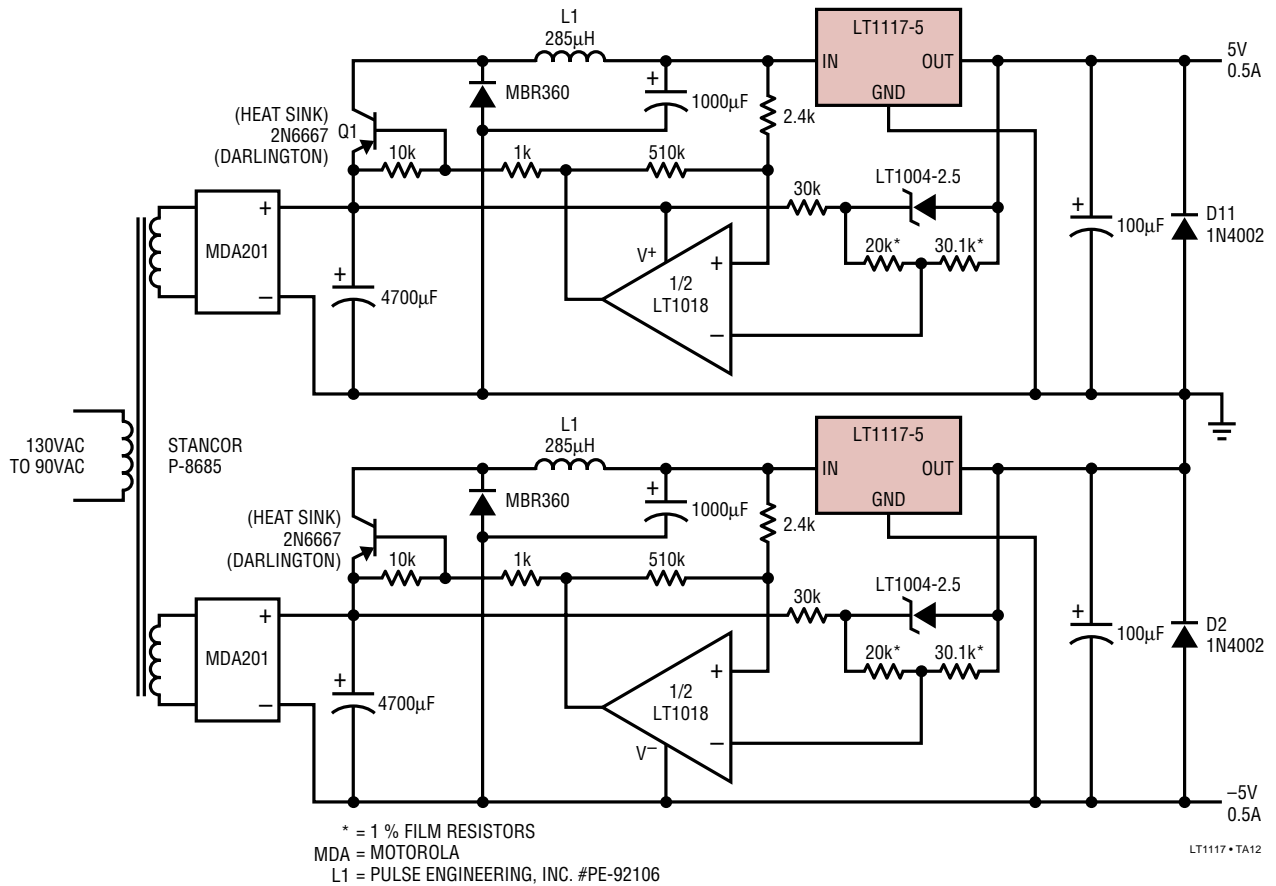 L1
285µH
LT1117-5
IN
OUT
GND
5V
0.5A
+
MBR360
1000µF
2.4k
(HEAT SINK)
2N6667
(DARLINGTON)
Q1
10k
1k
510k
30k
LT1004-2.5
20k*
30.1k*
+
100µF
D11
1N4002
+
MDA201
–
+
4700µF
V+
+
1/2
LT1018
–
130VAC
TO 90VAC
STANCOR
P-8685
L1
285µH
LT1117-5
IN
OUT
GND
+
MBR360
1000µF
2.4k
(HEAT SINK)
2N6667
(DARLINGTON)
10k
1k
510k
30k
LT1004-2.5
20k*
30.1k*
+
100µF
D2
1N4002
+
MDA201
–
+
4700µF
+
1/2
LT1018
–
V–
–5V
0.5A
* = 1 % FILM RESISTORS
MDA = MOTOROLA
L1 = PULSE ENGINEERING, INC. #PE-92106
LT1117 • TA12